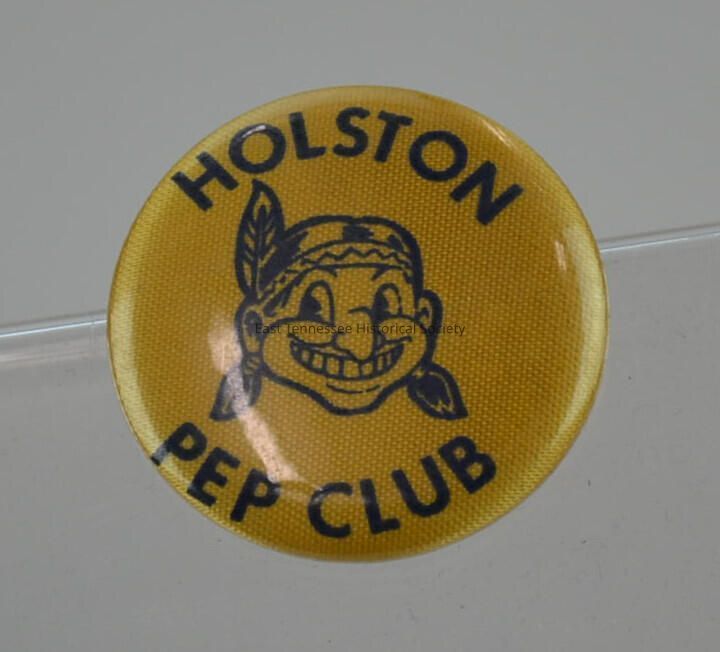 HOLSTON
East Tennessee Historical Society
PEP CLUB